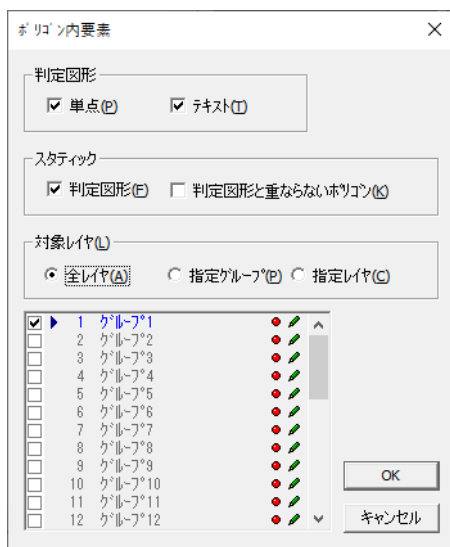 ポリゴン内要素
判定図形
単点(P) テキスト(T)
スタティック
判定図形(F) 判定図形と重ならないポリゴン(K)
対象レイヤ(L)
全レイヤ(A) 指定グループ(P) 指定レイヤ(C)
1 グループ1
2 グループ2
3 グループ3
4 グループ4
5 グループ5
6 グループ6
7 グループ7
8 グループ8
9 グループ9
10 グループ10
11 グループ11
12 グループ12
OK
キャンセル